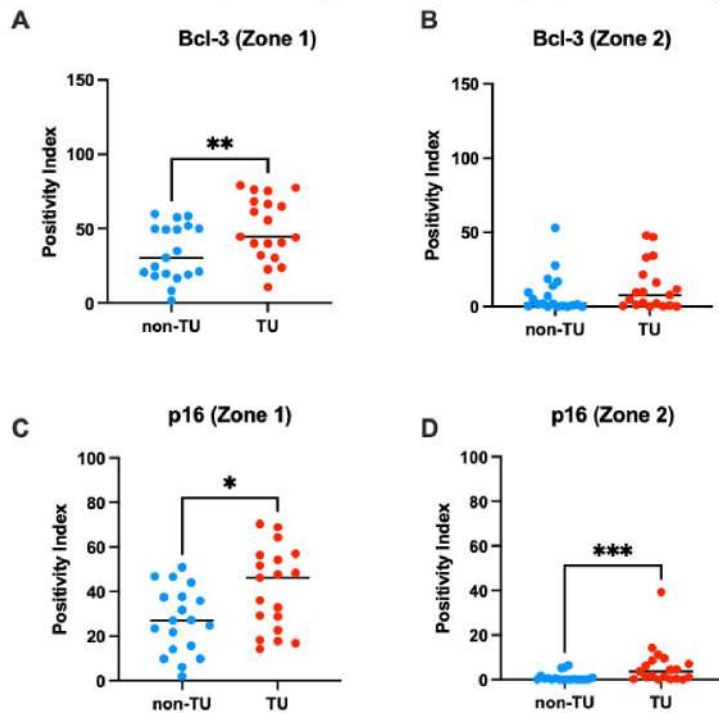 A
Bcl-3 (Zone 1)
Positivity Index
150
100
50
0
**
non-TU
TU
B
Bcl-3 (Zone 2)
Positivity Index
150
100
50
0
non-TU
TU
C
p16 (Zone 1)
Positivity Index
100
80
60
40
20
0
*
non-TU
TU
D
p16 (Zone 2)
Positivity Index
100
80
60
40
20
0
***
non-TU
TU